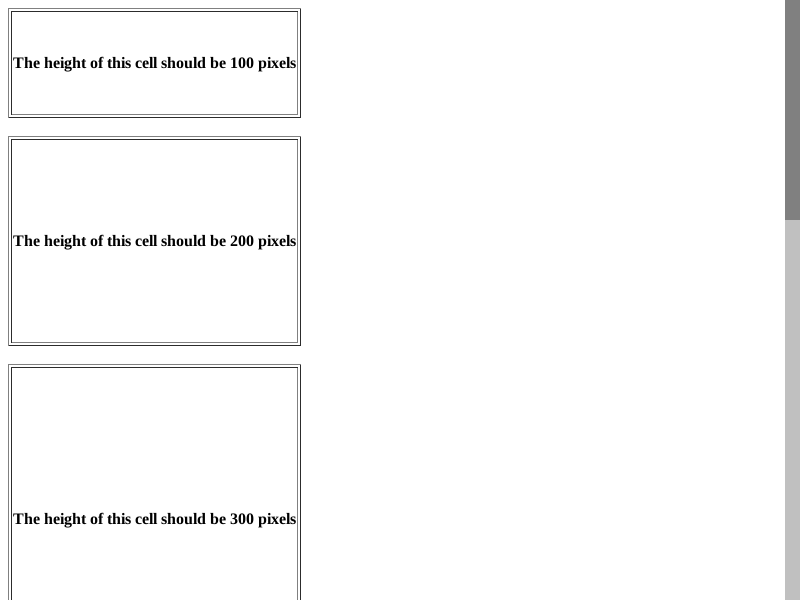 The height of this cell should be 100 pixels
The height of this cell should be 200 pixels
The height of this cell should be 300 pixels